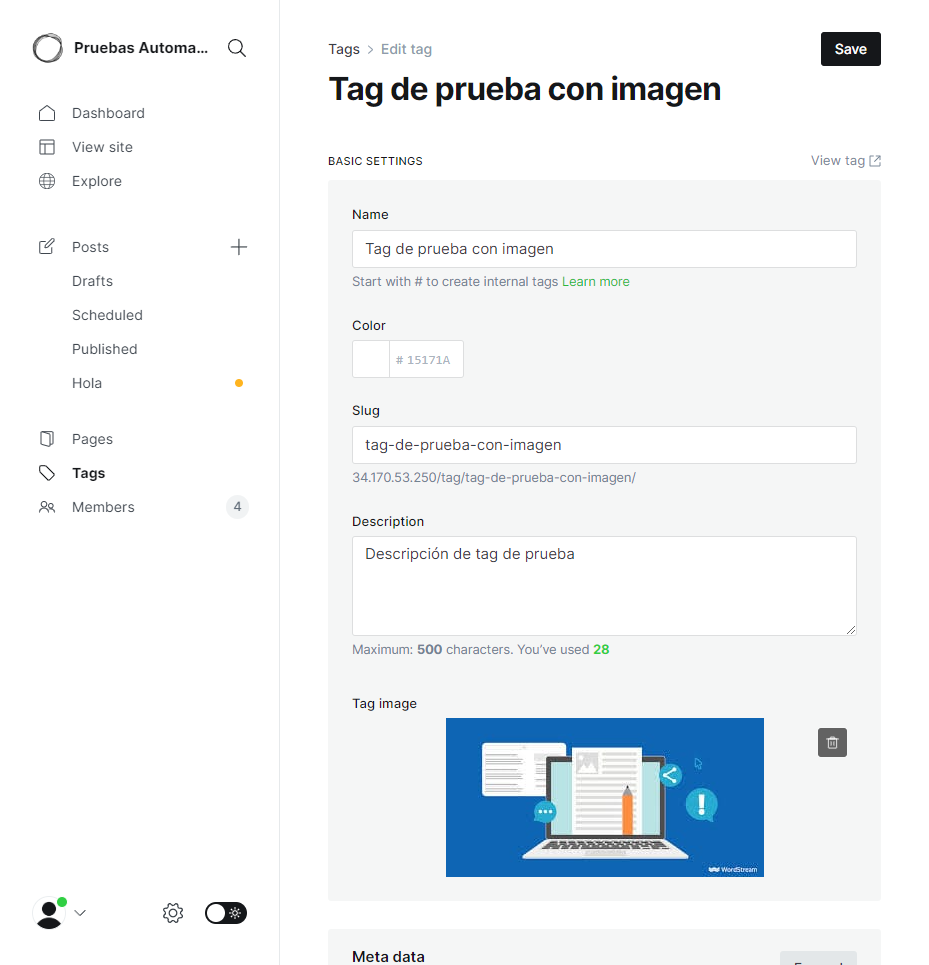 Pruebas Automa...
Dashboard
View site
Explore
Posts
Drafts
Scheduled
Published
Hola
Pages
Tags
Members
4
Tags > Edit tag
Save
Tag de prueba con imagen
BASIC SETTINGS
View tag
Name
Tag de prueba con imagen
Start with # to create internal tags Learn more
Color
# 15171A
Slug
tag-de-prueba-con-imagen
34.170.53.250/tag/tag-de-prueba-con-imagen/
Description
Descripción de tag de prueba
Maximum: 500 characters. You’ve used 28
Tag image
WordStream
Meta data